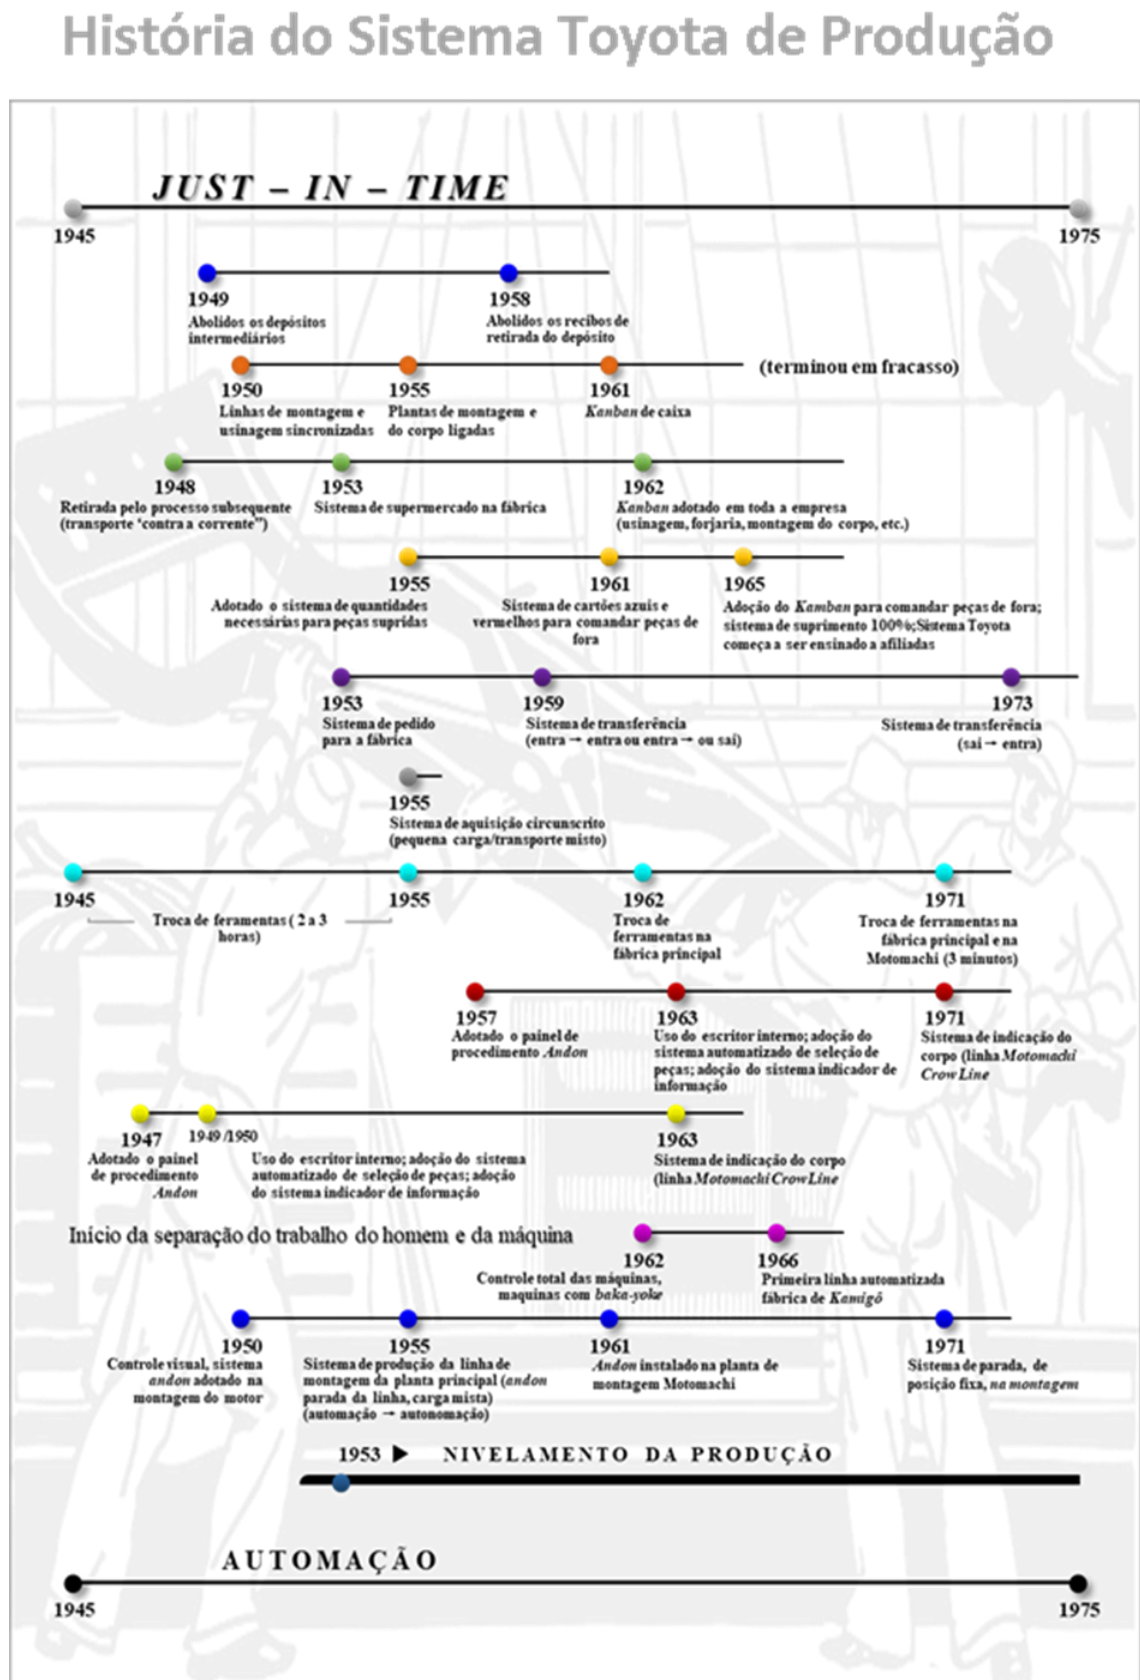 História do Sistema Toyota de Produção
JUST – IN – TIME
1945
1975
1949
Abolidos os depósitos
intermediários
1958
Abolidos os recibos de
retirada do depósito
1950
Linhas de montagem e
usinagem sincronizadas
1955
Plantas de montagem e
do corpo ligadas
1961
Kanban de caixa
(terminou em fracasso)
1948
Retirada pelo processo subsequente
(transporte ‘contra a corrente”)
1953
Sistema de supermercado na fábrica
1962
Kanban adotado em toda a empresa
(usinagem, forjaria, montagem do corpo, etc.)
1955
Adotado o sistema de quantidades
necessárias para peças supridas
1961
Sistema de cartões azuis e
vermelhos para comandar peças de
fora
1965
Adoção do Kamban para comandar peças de fora;
sistema de suprimento 100%;Sistema Toyota
começa a ser ensinado a afiliadas
1953
Sistema de pedido
para a fábrica
1959
Sistema de transferência
(entra → entra ou entra → ou saí)
1973
Sistema de transferência
(sai → entra)
1955
Sistema de aquisição circunscrito
(pequena carga/transporte misto)
1945
1955
Troca de feramentas ( 2 a 3
horas)
1962
Troca de
ferramentas na
fábrica principal
1971
Troca de ferramentas na
fábrica principal e na
Motomachi (3 minutos)
1957
Adotado o painel de
procedimento Andon
1963
Uso do escritor interno; adoção do
sistema automatizado de seleção de
peças; adoção do sistema indicador de
informação
1971
Sistema de indicação do
corpo (linha Motomachi
Crow Line
1947
Adotado o painel
de procedimento
Andon
1949 /1950
Uso do escritor interno; adoção do sistema
automatizado de seleção de peças; adoção
do sistema indicador de informação
1963
Sistema de indicação do corpo
(linha Motomachi Crow Line
Início da separação do trabalho do homem e da máquina
1962
Controle total das máquinas,
maquinas com baka-yoke
1966
Primeira linha automatizada
fábrica de Kamigô
1950
Controle visual, sistema
andon adotado na
montagem do motor
1955
Sistema de produção da linha de
montagem da planta principal (andon
parada da linha, carga mista)
(automação → autonomação)
1961
Andon instalado na planta de
montagem Motomachi
1971
Sistema de parada, de
posição fixa, na montagem
1953 ► NIVELAMENTO DA PRODUÇÃO
AUTOMAÇÃO
1945
1975